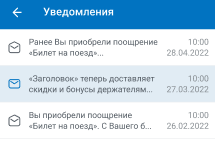 Уведомления
Ранее Вы приобрели поощрение 10:00
«Билет на поезд»... 28.04.2022
«Заголовок» теперь доставляет 10:00
скидки и бонусы держателям... 27.03.2022
Вы приобрели поощрение 10:00
«Билет на поезд». С Вашего б... 26.02.2022